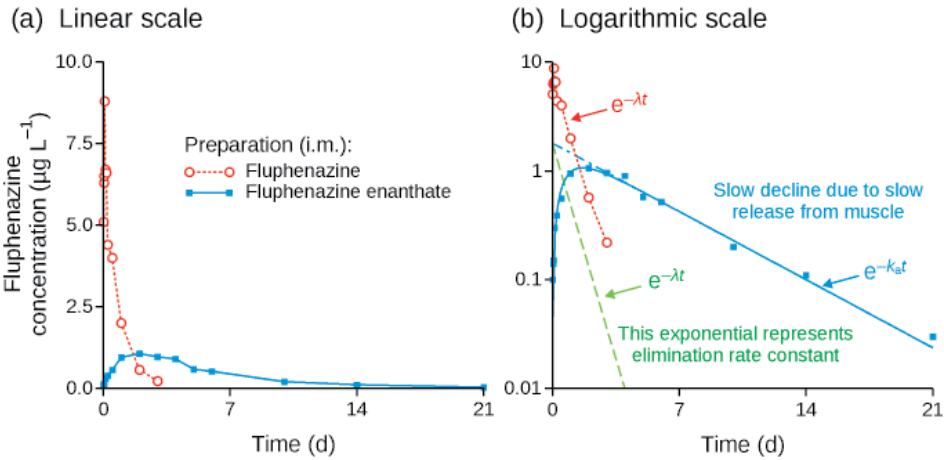 (a) Linear scale
10.0
7.5
5.0
2.5
0.0
Fluphenazine
concentration (µg L⁻¹)
Preparation (i.m.):
Fluphenazine
Fluphenazine enanthate
0
7
14
21
Time (d)
(b) Logarithmic scale
10
1
0.1
0.01
e⁻λt
Slow decline due to slow
release from muscle
e⁻λt
e⁻kₐt
This exponential represents
elimination rate constant
0
7
14
21
Time (d)